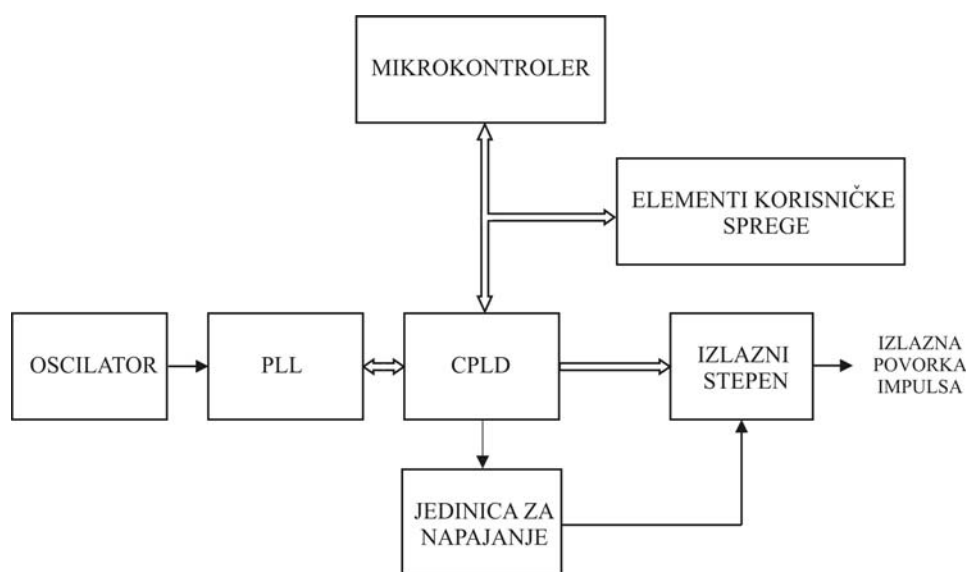 MIKROKONTROLER
ELEMENTI KORISNIČKE
SPREGE
OSCILATOR
PLL
CPLD
IZLAZNI
STEPEN
IZLAZNA
POVORKA
IMPULSA
JEDINICA ZA
NAPAJANJE